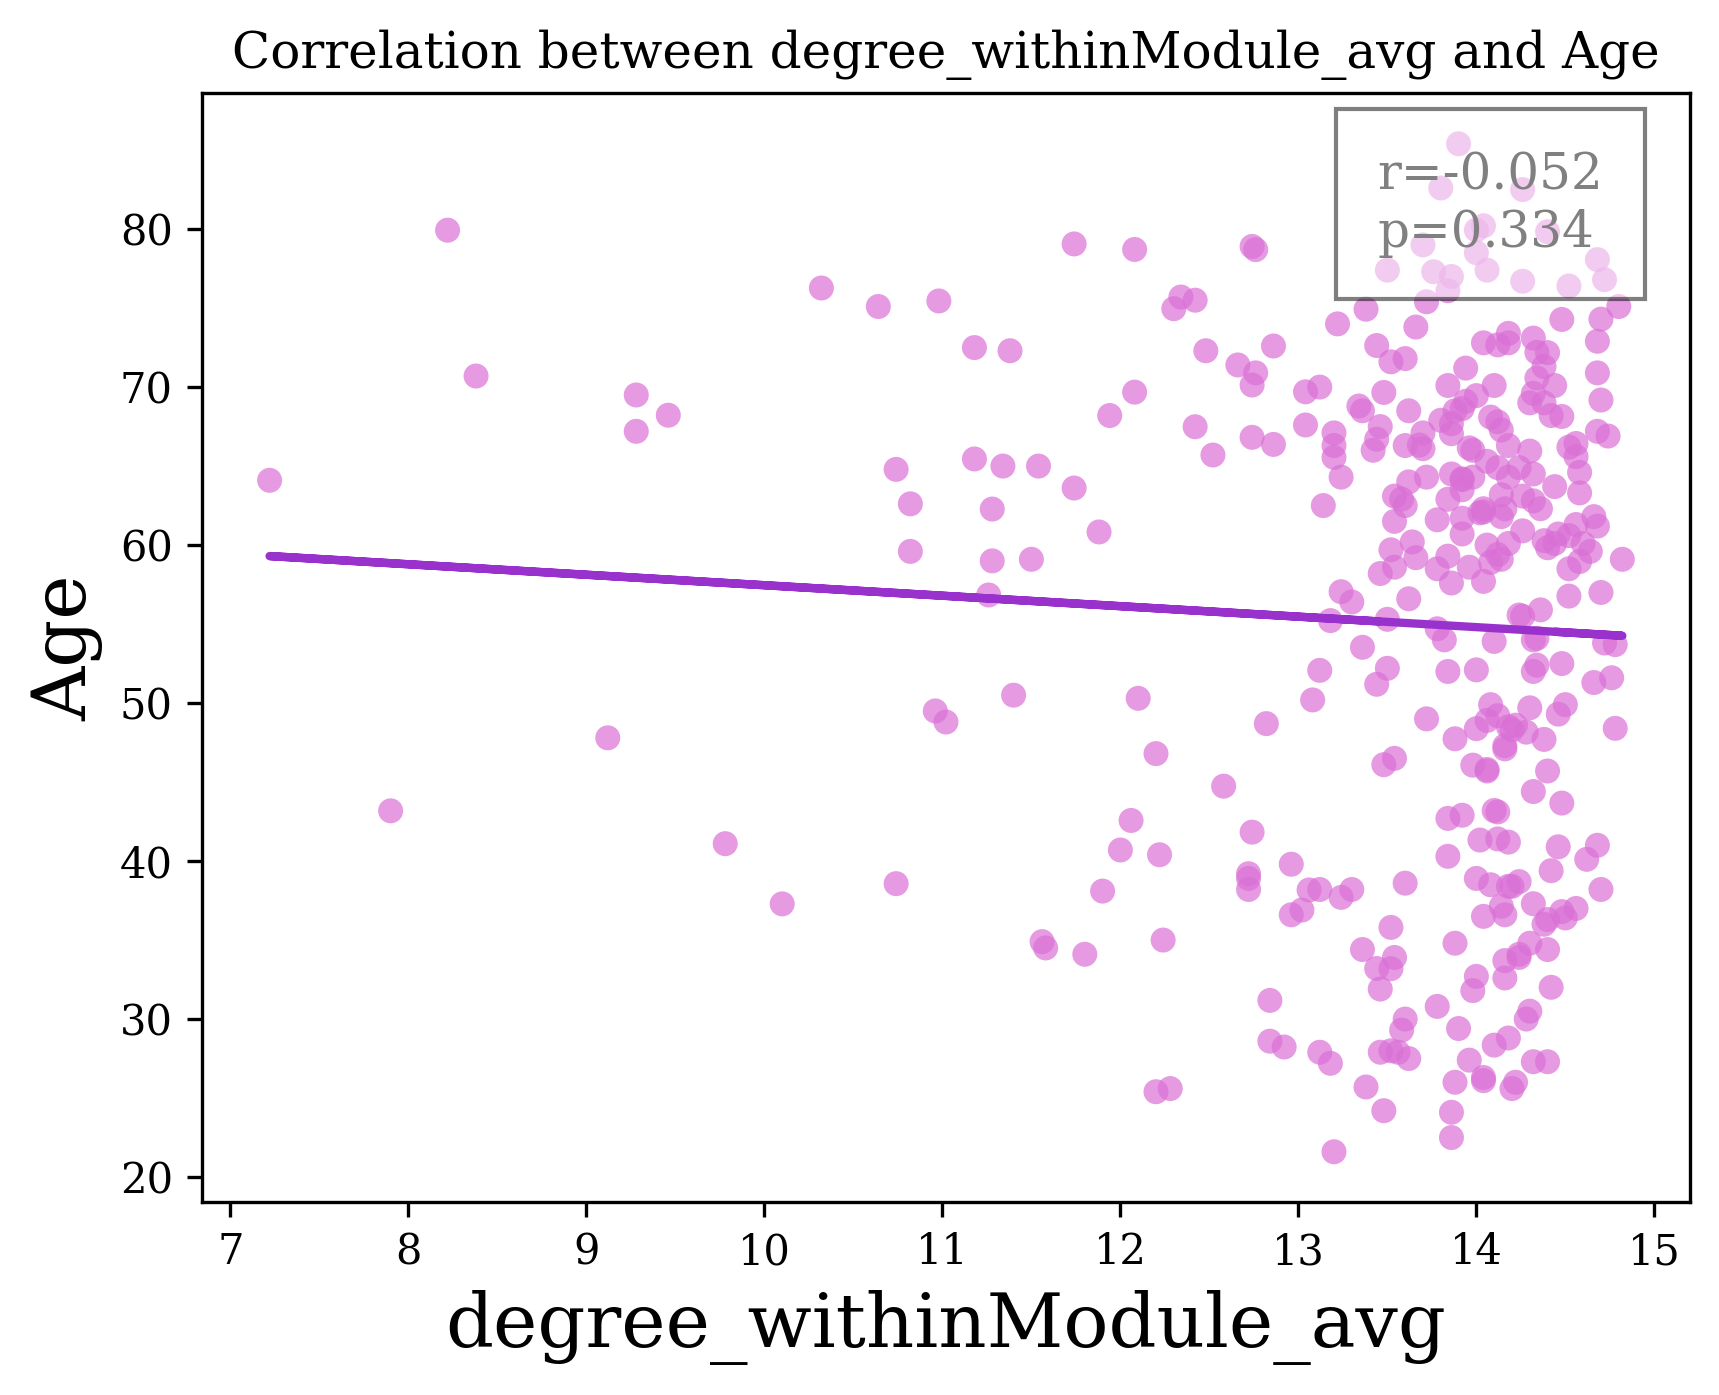 Correlation between degree_withinModule_avg and Age
r=-0.052
p=0.334
Age
80
70
60
50
40
30
20
7 8 9 10 11 12 13 14 15
degree_withinModule_avg